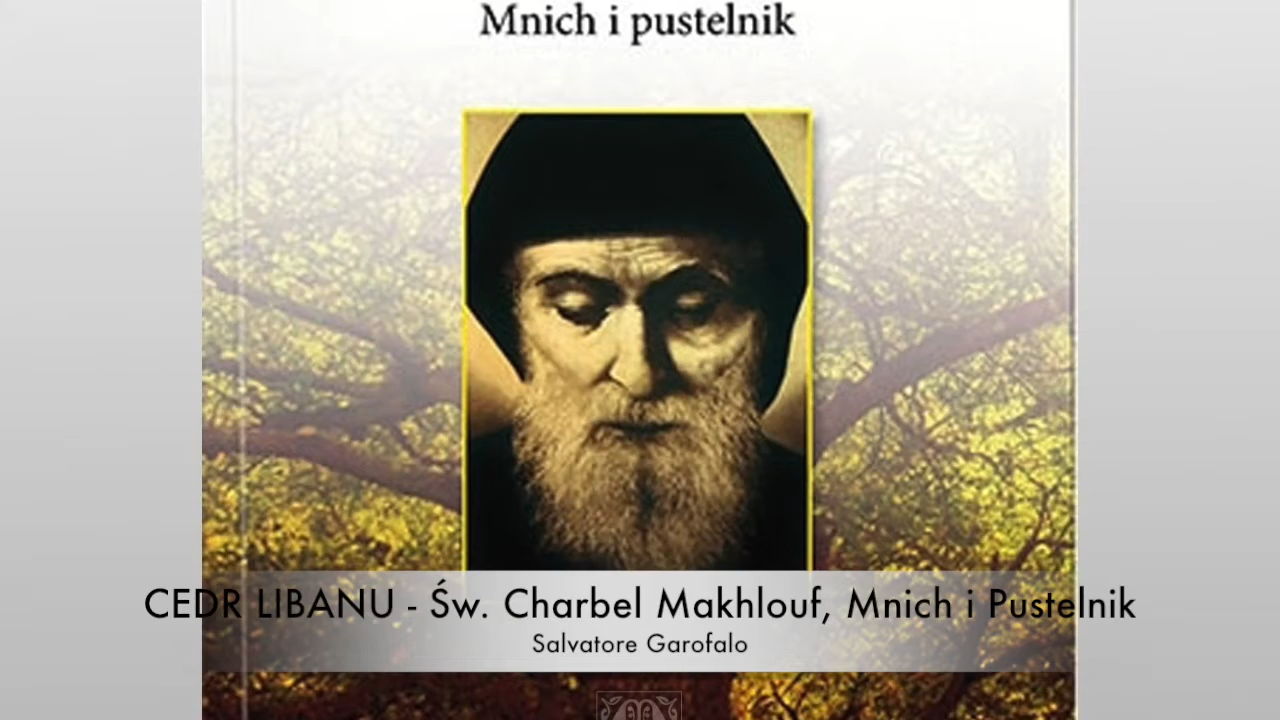 Mnich i pustelnik
CEDR LIBANU - Św. Charbel Makhlouf, Mnich i Pustelnik
Salvatore Garofalo